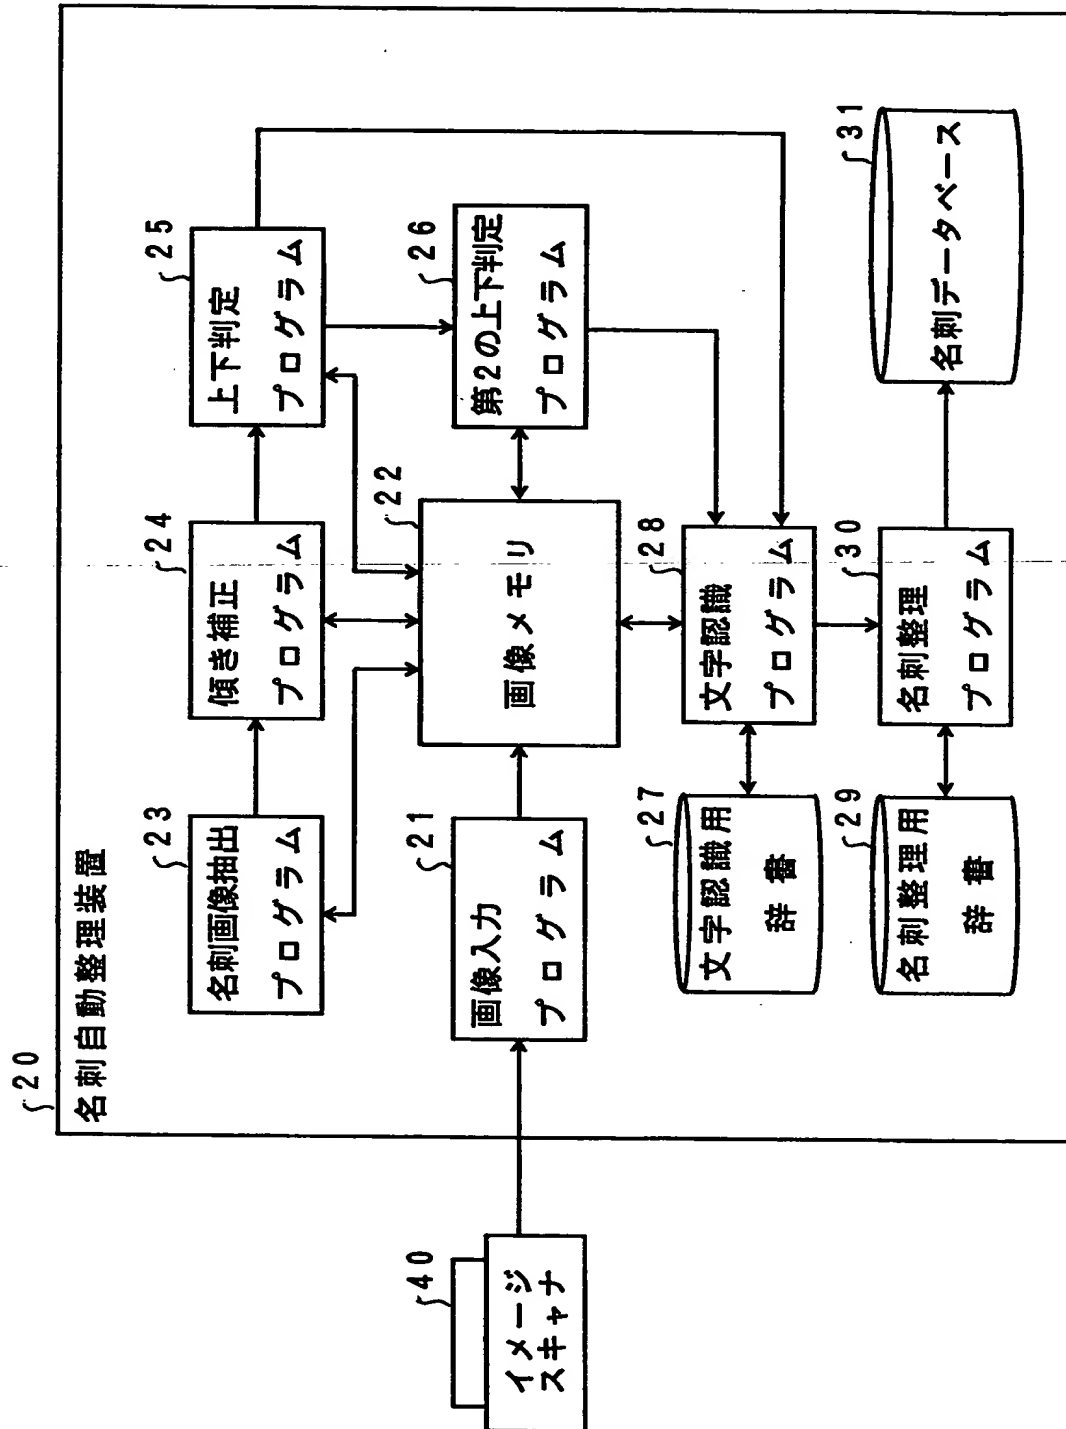 20
名刺自動整理装置
23
名刺画像抽出
プログラム
24
傾き補正
プログラム
25
上下判定
プログラム
40
イメージ
スキャナ
21
画像入力
プログラム
22
画像メモリ
26
第2の上下判定
プログラム
27
文字認識用
辞書
28
文字認識
プログラム
29
名刺整理用
辞書
30
名刺整理
プログラム
31
名刺データベース